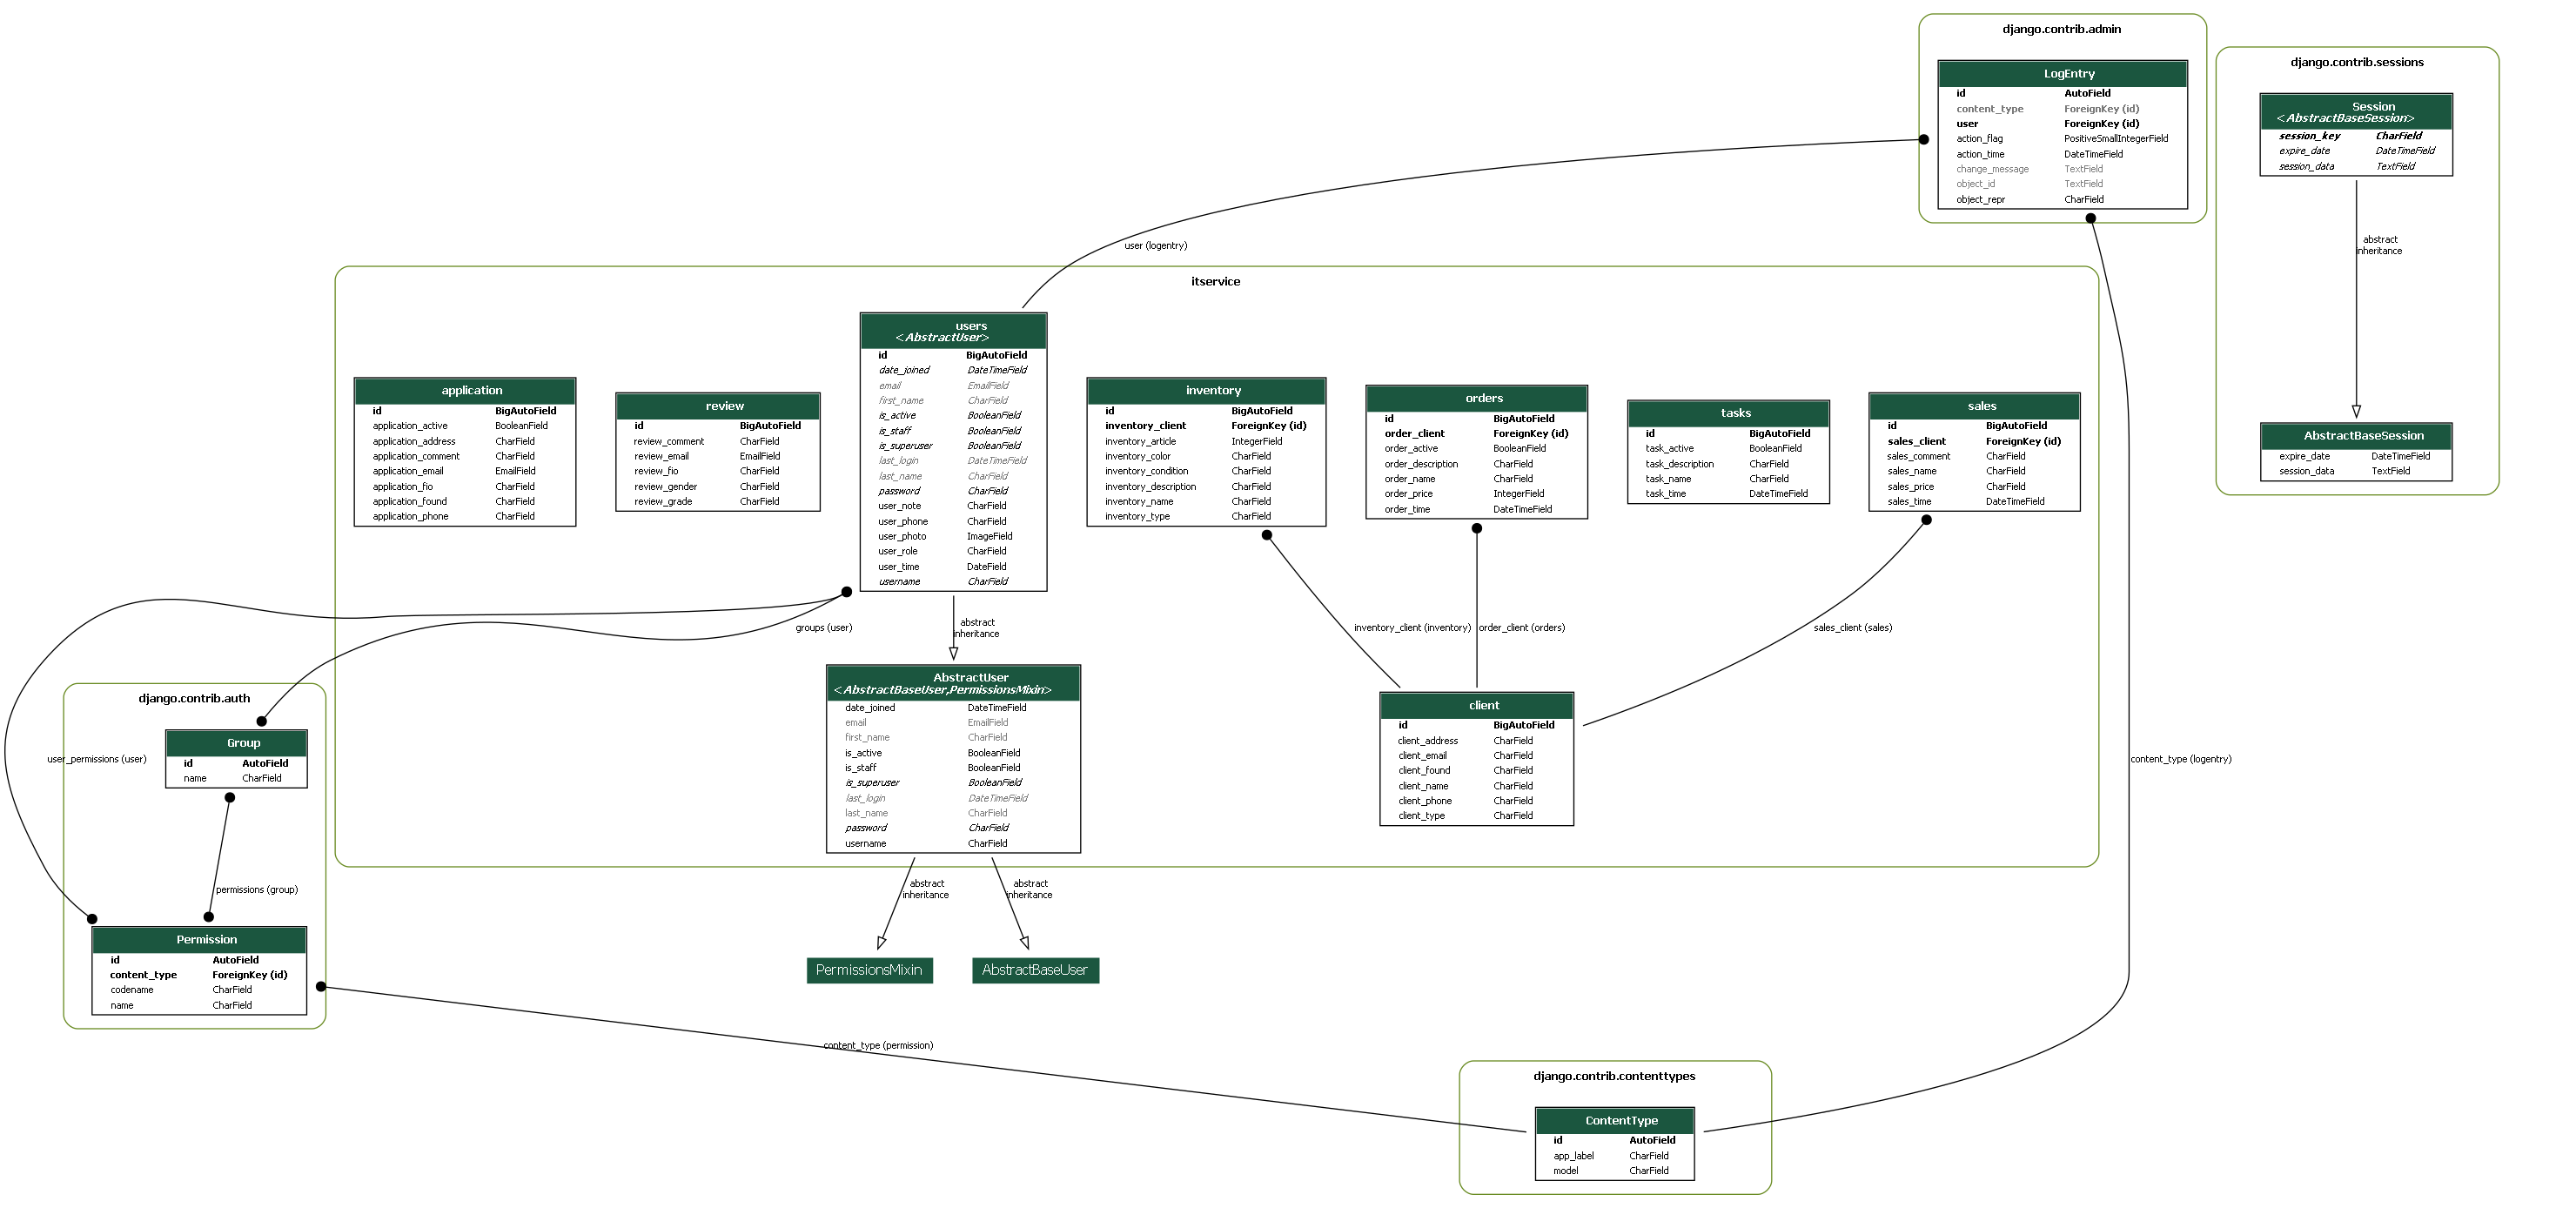 django.contrib.admin
LogEntry
id AutoField
content_type ForeignKey (id)
user ForeignKey (id)
action_flag PositiveSmallIntegerField
action_time DateTimeField
change_message TextField
object_id TextField
object_repr CharField
django.contrib.sessions
Session
<AbstractBaseSession>
session_key CharField
expire_date DateTimeField
session_data TextField
abstract
inheritance
AbstractBaseSession
expire_date DateTimeField
session_data TextField
user (logentry)
itservice
application
id BigAutoField
application_active BooleanField
application_address CharField
application_comment CharField
application_email EmailField
application_fio CharField
application_found CharField
application_phone CharField
review
id BigAutoField
review_comment CharField
review_email EmailField
review_fio CharField
review_gender CharField
review_grade CharField
users
<AbstractUser>
id BigAutoField
date_joined DateTimeField
email EmailField
first_name CharField
is_active BooleanField
is_staff BooleanField
is_superuser BooleanField
last_login DateTimeField
last_name CharField
password CharField
user_note CharField
user_phone CharField
user_photo ImageField
user_role CharField
user_time DateField
username CharField
inventory
id BigAutoField
inventory_client ForeignKey (id)
inventory_article IntegerField
inventory_color CharField
inventory_condition CharField
inventory_description CharField
inventory_name CharField
inventory_type CharField
orders
id BigAutoField
order_client ForeignKey (id)
order_active BooleanField
order_description CharField
order_name CharField
order_price IntegerField
order_time DateTimeField
tasks
id BigAutoField
task_active BooleanField
task_description CharField
task_name CharField
task_time DateTimeField
sales
id BigAutoField
sales_client ForeignKey (id)
sales_comment CharField
sales_name CharField
sales_price CharField
sales_time DateTimeField
groups (user)
abstract
inheritance
inventory_client (inventory)
order_client (orders)
sales_client (sales)
AbstractUser
<AbstractBaseUser,PermissionsMixin>
date_joined DateTimeField
email EmailField
first_name CharField
is_active BooleanField
is_staff BooleanField
is_superuser BooleanField
last_login DateTimeField
last_name CharField
password CharField
username CharField
client
id BigAutoField
client_address CharField
client_email CharField
client_found CharField
client_name CharField
client_phone CharField
client_type CharField
django.contrib.auth
Group
id AutoField
name CharField
user_permissions (user)
permissions (group)
Permission
id AutoField
content_type ForeignKey (id)
codename CharField
name CharField
abstract
inheritance
abstract
inheritance
PermissionsMixin
AbstractBaseUser
content_type (logentry)
content_type (permission)
django.contrib.contenttypes
ContentType
id AutoField
app_label CharField
model CharField